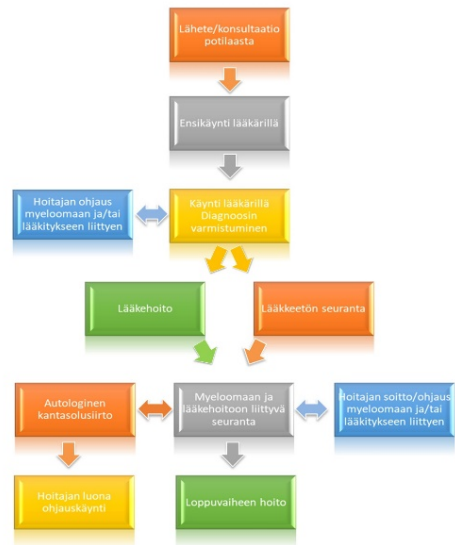 Lähete/konsultaatio
potilaasta
Ensikäynti lääkärillä
Hoitajan ohjaus
myeloomaan ja/tai
lääkitykseen liittyen
Käynti lääkärillä
Diagnoosin
varmistuminen
Lääkehoito
Lääkkeetön seuranta
Autologinen
kantasolusiirto
Myeloomaan ja
lääkehoitoon liittyvä
seuranta
Hoitajan soitto/ohjaus
myeloomaan ja/tai
lääkitykseen liittyen
Hoitajan luona
ohjauskäynti
Loppuvaiheen hoito